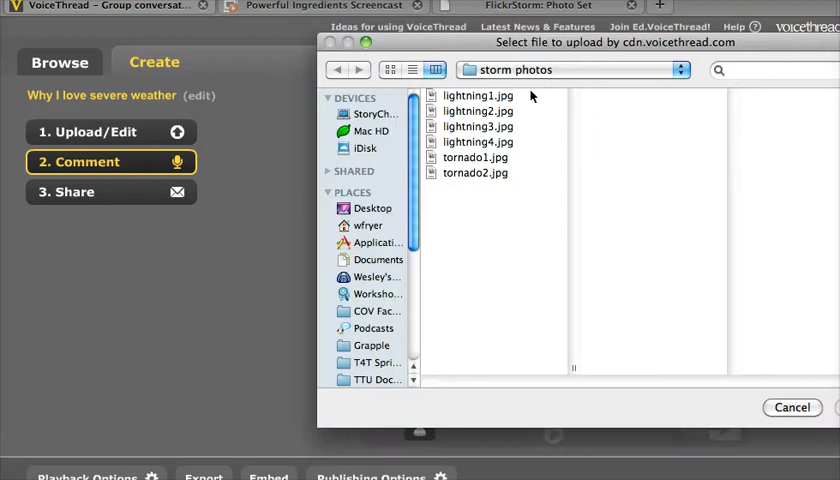 VoiceThread - Group conversat...
Powerful Ingredients Screencast
FlickrStorm: Photo Set
Ideas for using VoiceThread
Latest News & Features
Join Ed.VoiceThread!
Help
voicethread
Select file to upload by cdn.voicethread.com
Browse
Create
storm photos
Why I love severe weather (edit)
1. Upload/Edit
2. Comment
3. Share
DEVICES
StoryCh...
Mac HD
iDisk
SHARED
PLACES
Desktop
wfryer
Applicati...
Documents
Wesley's...
Worksho...
COV Fac...
Podcasts
Grapple
T4T Spri...
TTU Doc...
lightning1.jpg
lightning2.jpg
lightning3.jpg
lightning4.jpg
tornado1.jpg
tornado2.jpg
Cancel
Playback Options
Export
Embed
Publishing Options